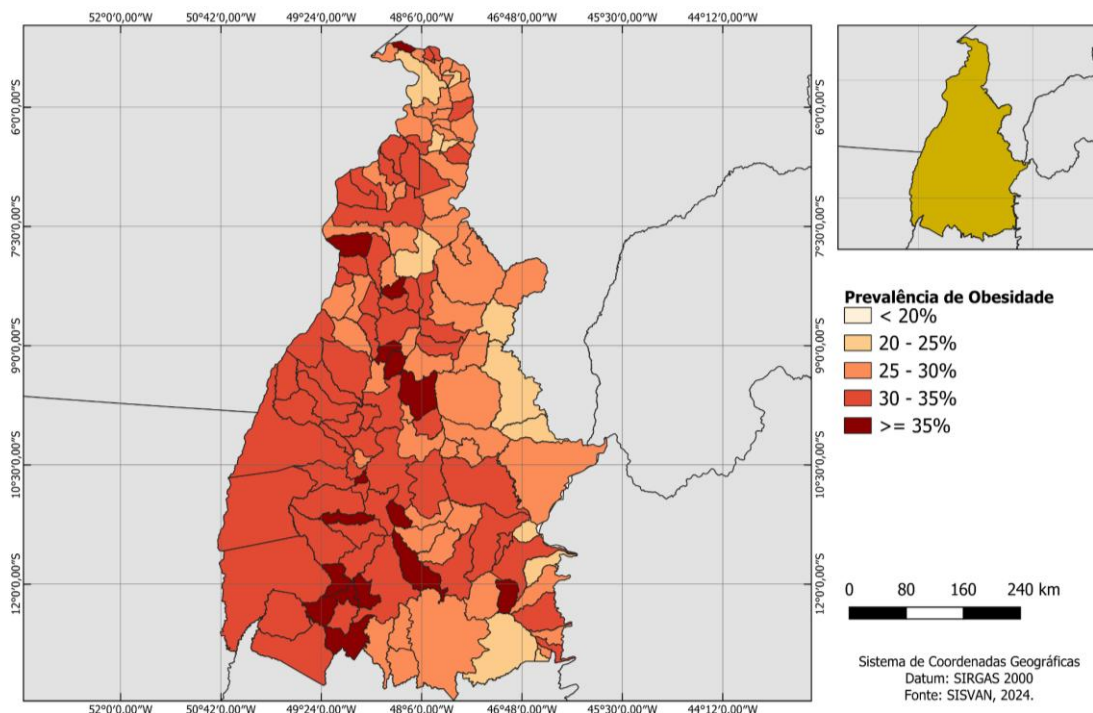 52°0'0.00"W 50°42'0.00"W 49°24'0.00"W 48°6'0.00"W 46°48'0.00"W 45°30'0.00"W 44°12'0.00"W
6°0'0.00"S 6°0'0.00"S
7°30'0.00"S 7°30'0.00"S
9°0'0.00"S 9°0'0.00"S
10°30'0.00"S 10°30'0.00"S
12°0'0.00"S 12°0'0.00"S
52°0'0.00"W 50°42'0.00"W 49°24'0.00"W 48°6'0.00"W 46°48'0.00"W 45°30'0.00"W 44°12'0.00"W
Prevalência de Obesidade
< 20%
20 - 25%
25 - 30%
30 - 35%
>= 35%
0 80 160 240 km
Sistema de Coordenadas Geográficas
Datum: SIRGAS 2000
Fonte: SISVAN, 2024.